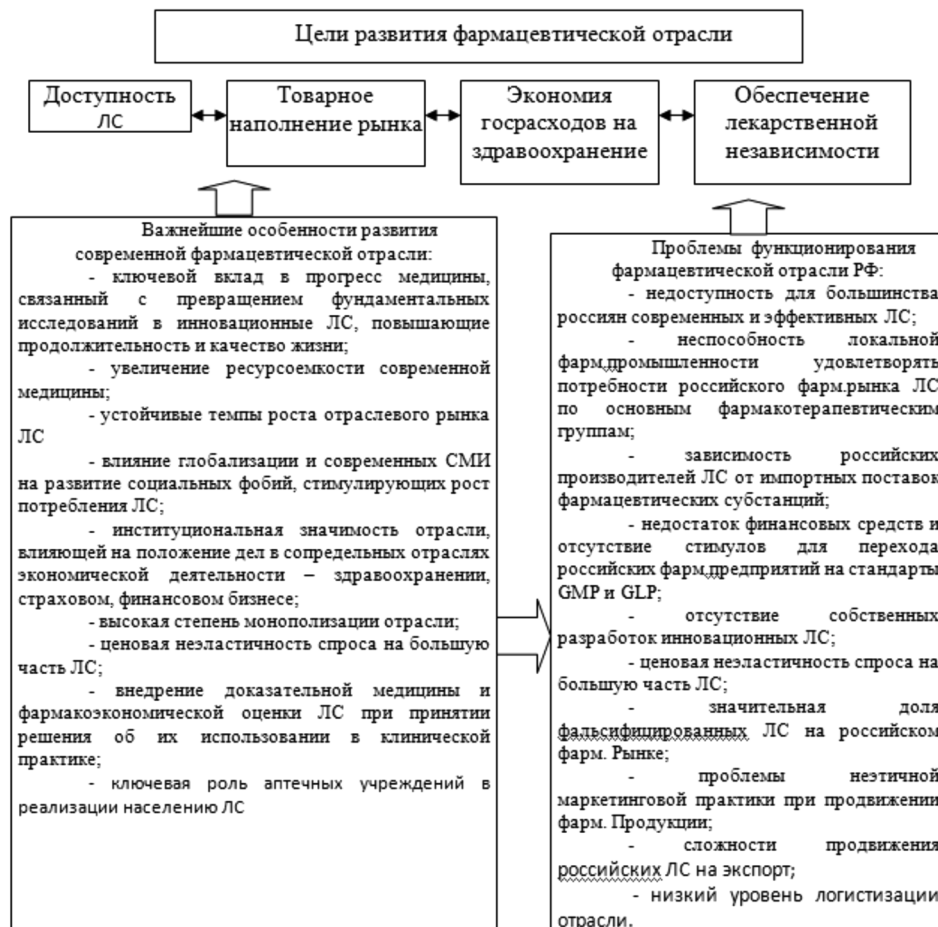 Цели развития фармацевтической отрасли
Доступность
ЛС
Товарное
наполнение рынка
Экономия
госрасходов на
здравоохранение
Обеспечение
лекарственной
независимости
Важнейшие особенности развития
современной фармацевтической отрасли:
- ключевой вклад в прогресс медицины,
связанный с превращением фундаментальных
исследований в инновационные ЛС, повышающие
продолжительность и качество жизни;
- увеличение ресурсоемкости современной
медицины;
- устойчивые темпы роста отраслевого рынка
ЛС
- влияние глобализации и современных СМИ
на развитие социальных фобий, стимулирующих рост
потребления ЛС;
- институциональная значимость отрасли,
влияющей на положение дел в сопредельных отраслях
экономической деятельности – здравоохранении,
страховом, финансовом бизнесе;
- высокая степень монополизации отрасли;
- ценовая неэластичность спроса на большую
часть ЛС;
- внедрение доказательной медицины и
фармакоэкономической оценки ЛС при принятии
решения об их использовании в клинической
практике;
- ключевая роль аптечных учреждений в
реализации населению ЛС
Проблемы функционирования
фармацевтической отрасли РФ:
- недоступность для большинства
россиян современных и эффективных ЛС;
- неспособность локальной
фарм.промышленности удовлетворять
потребности российского фарм.рынка ЛС
по основным фармакотерапевтическим
группам;
- зависимость российских
производителей ЛС от импортных поставок
фармацевтических субстанций;
- недостаток финансовых средств и
отсутствие стимулов для перехода
российских фарм.предприятий на стандарты
GMP и GLP;
- отсутствие собственных
разработок инновационных ЛС;
- ценовая неэластичность спроса на
большую часть ЛС;
- значительная доля
фальсифицированных ЛС на российском
фарм. Рынке;
- проблемы неэтичной
маркетинговой практики при продвижении
фарм. Продукции;
- сложности продвижения
российских ЛС на экспорт;
- низкий уровень логистизации
отрасли.